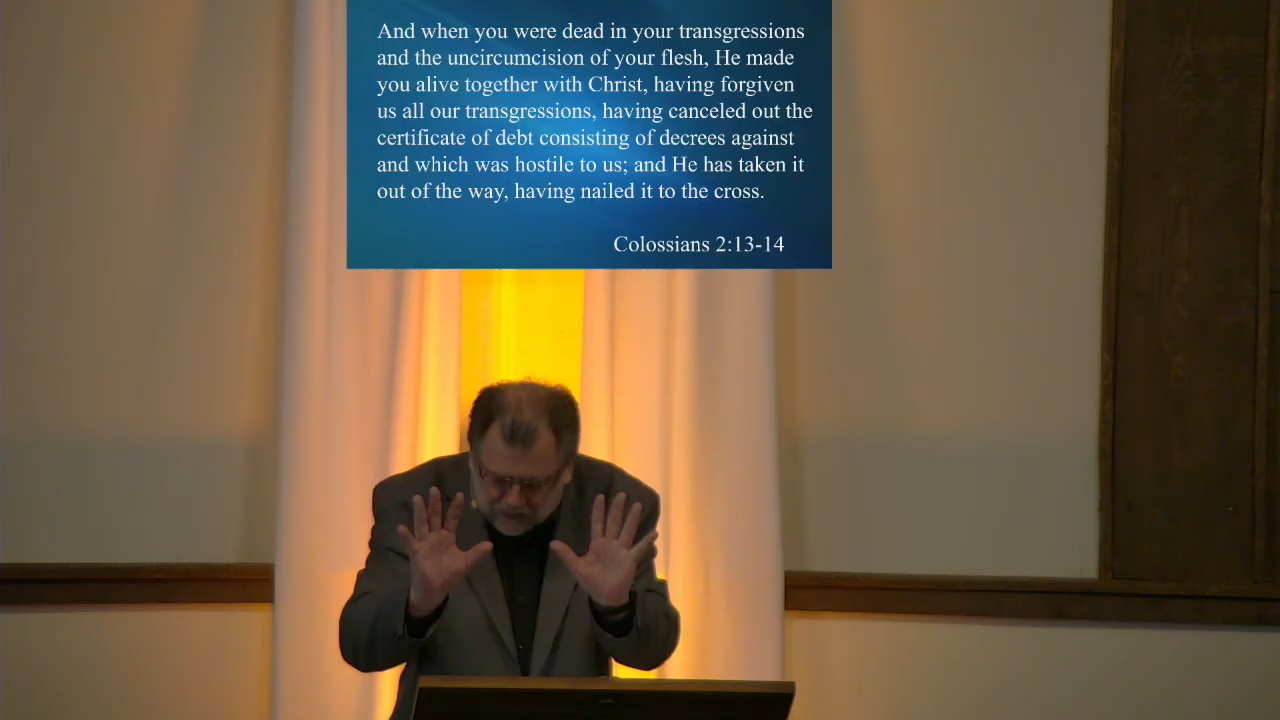 And when you were dead in your transgressions
and the uncircumcision of your flesh, He made
you alive together with Christ, having forgiven
us all our transgressions, having canceled out the
certificate of debt consisting of decrees against
and which was hostile to us; and He has taken it
out of the way, having nailed it to the cross.
Colossians 2:13-14